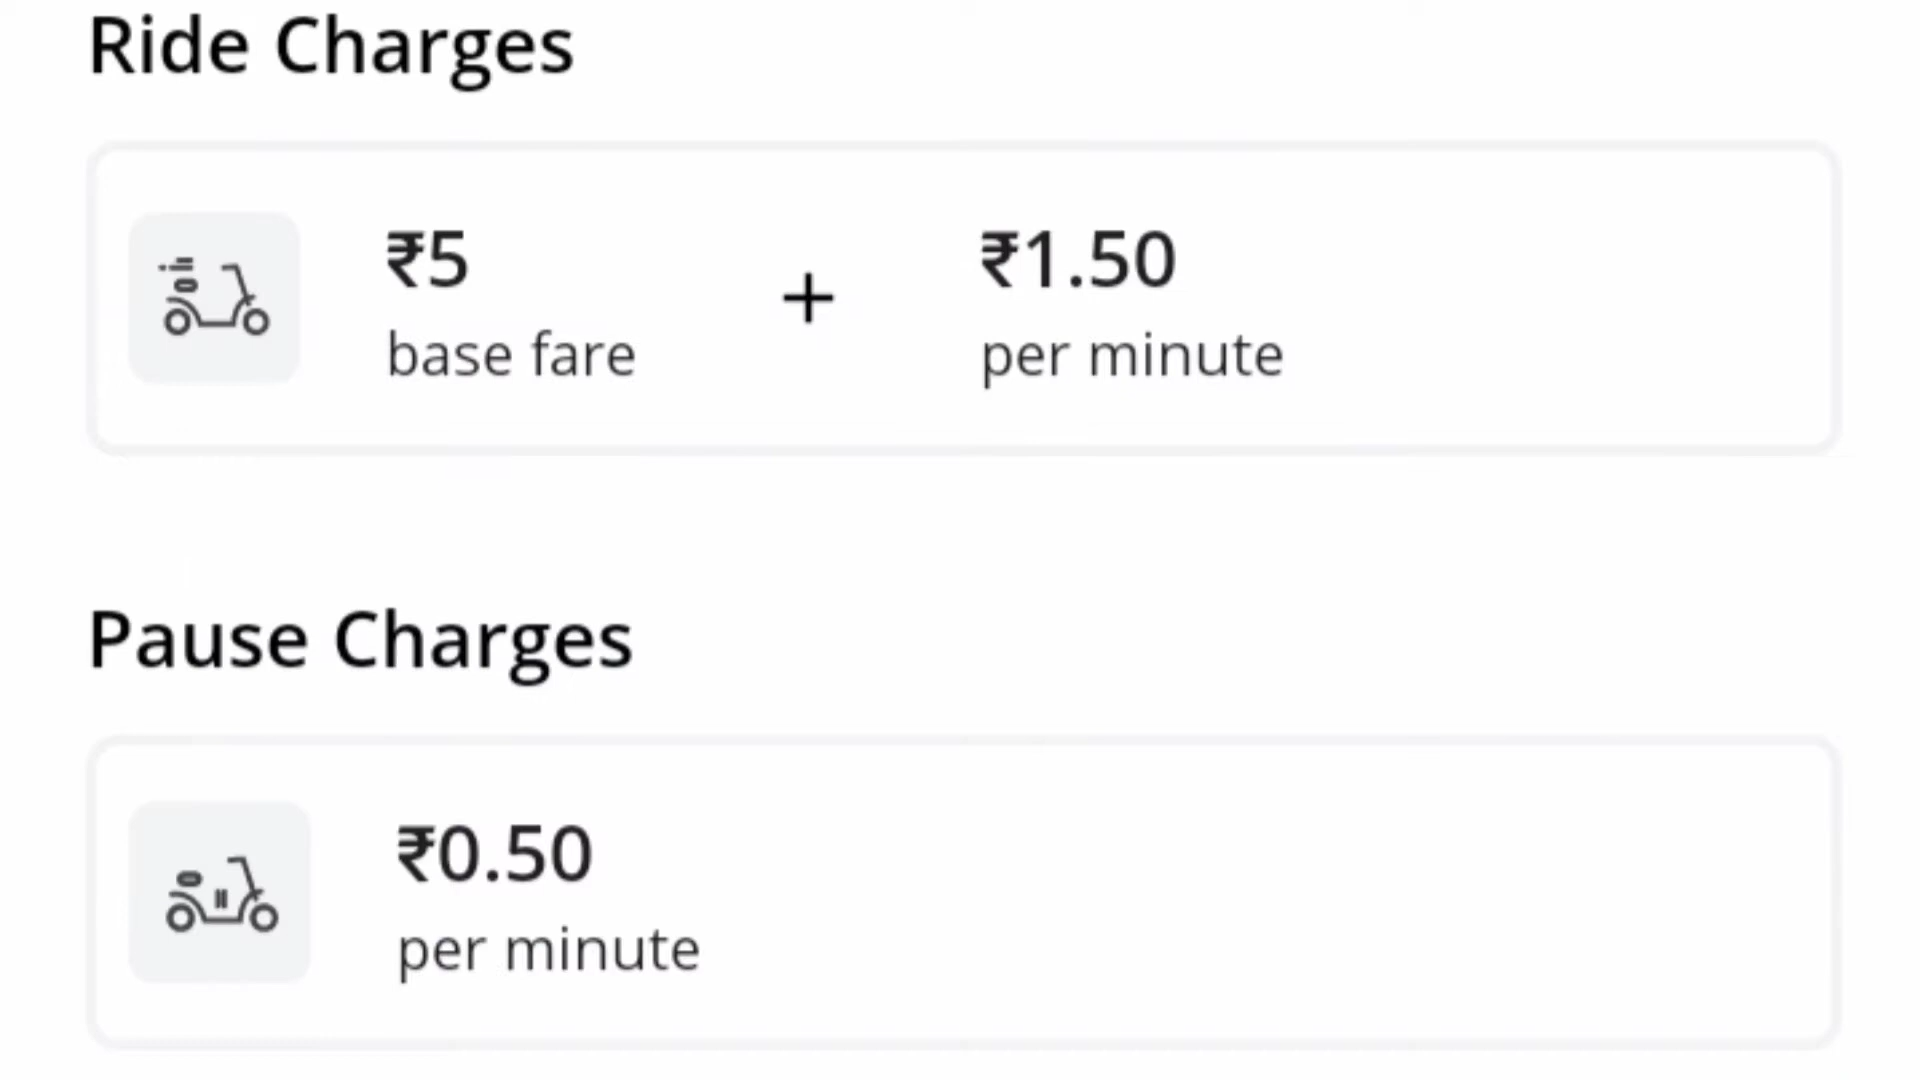 Ride Charges
₹5
+
₹1.50
base fare
per minute
Pause Charges
₹0.50
per minute